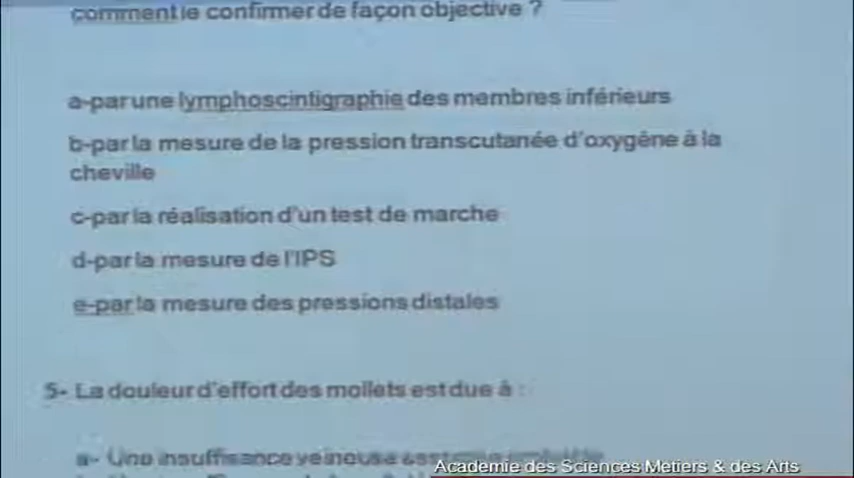 comment le confirmer de façon objective ?
a-par une lymphoscintigraphie des membres inférieurs
b-par la mesure de la pression transcutanée d'oxygène à la
cheville
c-par la réalisation d'un test de marche
d-par la mesure de l'IPS
e-par la mesure des pressions distales
5- La douleur d'effort des mollets est due à :
a- Une insuffisance veineuse
Academie des Sciences Metiers & des Arts